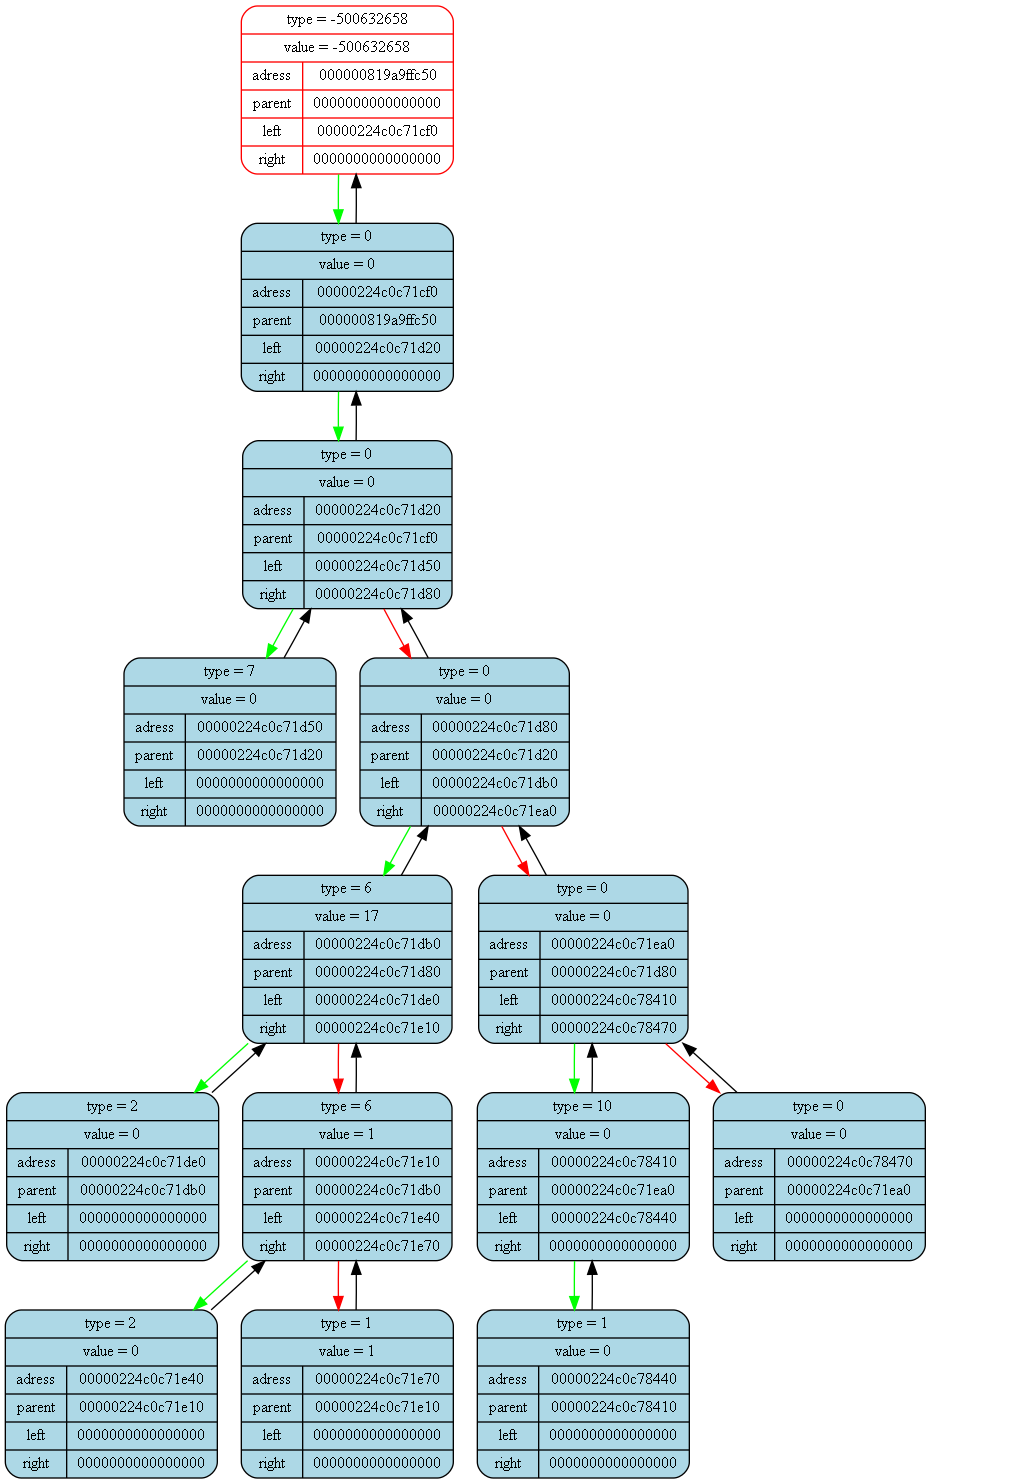 type = -500632658
value = -500632658
adress 000000819a9ffc50
parent 0000000000000000
left 00000224c0c71cf0
right 0000000000000000
type = 0
value = 0
adress 00000224c0c71cf0
parent 000000819a9ffc50
left 00000224c0c71d20
right 0000000000000000
type = 0
value = 0
adress 00000224c0c71d20
parent 00000224c0c71cf0
left 00000224c0c71d50
right 00000224c0c71d80
type = 7
value = 0
adress 00000224c0c71d50
parent 00000224c0c71d20
left 0000000000000000
right 0000000000000000
type = 0
value = 0
adress 00000224c0c71d80
parent 00000224c0c71d20
left 00000224c0c71db0
right 00000224c0c71ea0
type = 6
value = 17
adress 00000224c0c71db0
parent 00000224c0c71d80
left 00000224c0c71de0
right 00000224c0c71e10
type = 0
value = 0
adress 00000224c0c71ea0
parent 00000224c0c71d80
left 00000224c0c78410
right 00000224c0c78470
type = 2
value = 0
adress 00000224c0c71de0
parent 00000224c0c71db0
left 0000000000000000
right 0000000000000000
type = 6
value = 1
adress 00000224c0c71e10
parent 00000224c0c71db0
left 00000224c0c71e40
right 00000224c0c71e70
type = 10
value = 0
adress 00000224c0c78410
parent 00000224c0c71ea0
left 00000224c0c78440
right 0000000000000000
type = 0
value = 0
adress 00000224c0c78470
parent 00000224c0c71ea0
left 0000000000000000
right 0000000000000000
type = 2
value = 0
adress 00000224c0c71e40
parent 00000224c0c71e10
left 0000000000000000
right 0000000000000000
type = 1
value = 1
adress 00000224c0c71e70
parent 00000224c0c71e10
left 0000000000000000
right 0000000000000000
type = 1
value = 0
adress 00000224c0c78440
parent 00000224c0c78410
left 0000000000000000
right 0000000000000000